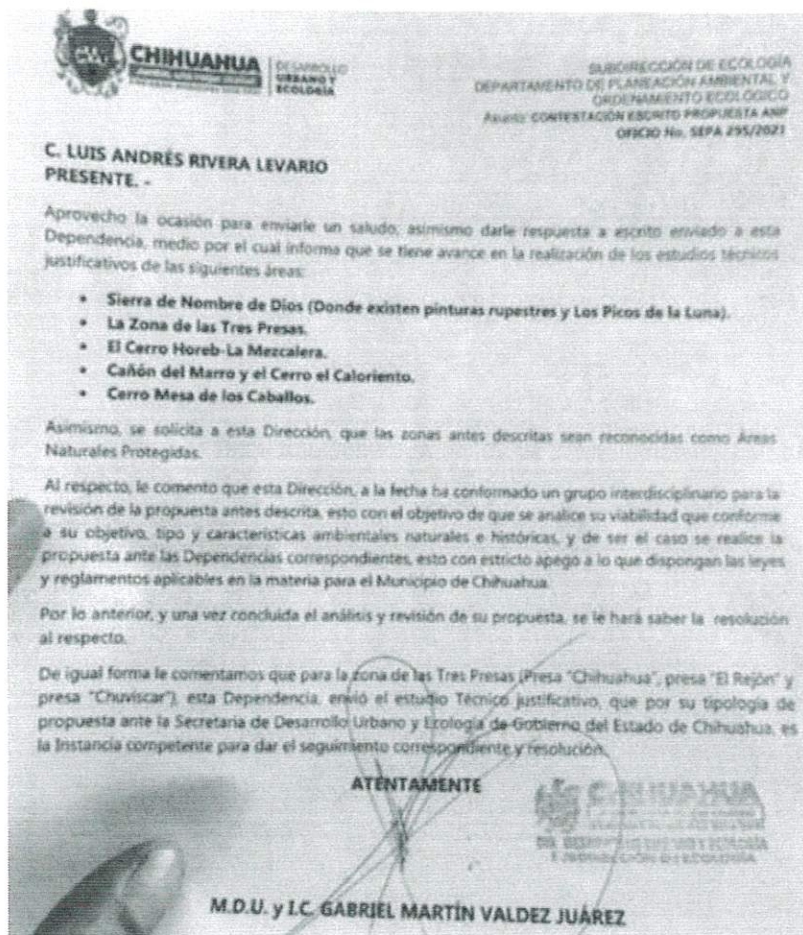 CHIHUAHUA
DESARROLLO
URBANO Y
ECOLOGÍA
SUBDIRECCIÓN DE ECOLOGÍA
DEPARTAMENTO DE PLANEACIÓN AMBIENTAL Y
ORDENAMIENTO ECOLÓGICO
Asunto: CONTESTACIÓN ESCRITO PROPUESTA ANP
OFICIO No. SEPA 295/2021
C. LUIS ANDRÉS RIVERA LEVARIO
PRESENTE. -
Aprovecho la ocasión para enviarle un saludo, asimismo darle respuesta a escrito enviado a esta
Dependencia, medio por el cual informa que se tiene avance en la realización de los estudios técnicos
justificativos de las siguientes áreas:
• Sierra de Nombre de Dios (Donde existen pinturas rupestres y Los Picos de la Luna).
• La Zona de las Tres Presas.
• El Cerro Horeb-La Mezcalera.
• Cañón del Marro y el Cerro el Caloriento.
• Cerro Mesa de los Caballos.
Asimismo, se solicita a esta Dirección, que las zonas antes descritas sean reconocidas como Áreas
Naturales Protegidas.
Al respecto, le comento que esta Dirección, a la fecha ha conformado un grupo interdisciplinario para la
revisión de la propuesta antes descrita, esto con el objetivo de que se analice su viabilidad que conforme
a su objetivo, tipo y características ambientales naturales e históricas, y de ser el caso se realice la
propuesta ante las Dependencias correspondientes, esto con estricto apego a lo que dispongan las leyes
y reglamentos aplicables en la materia para el Municipio de Chihuahua.
Por lo anterior, y una vez concluida el análisis y revisión de su propuesta, se le hará saber la resolución
al respecto.
De igual forma le comentamos que para la zona de las Tres Presas (Presa "Chihuahua", presa "El Rejón" y
presa "Chuviscar"), esta Dependencia, envió el estudio Técnico justificativo, que por su tipología de
propuesta ante la Secretaria de Desarrollo Urbano y Ecología de Gobierno del Estado de Chihuahua, es
la Instancia competente para dar el seguimiento correspondiente y resolución.
ATENTAMENTE
CHIHUAHUA
DIR. DESARROLLO URBANO Y ECOLOGÍA
SUBDIRECCIÓN DE ECOLOGÍA
M.D.U. y I.C. GABRIEL MARTÍN VALDEZ JUÁREZ